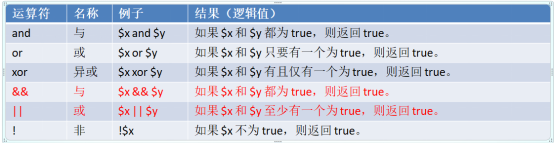 运算符 名称 例子 结果（逻辑值）
and 与 $x and $y 如果 $x 和 $y 都为 true，则返回 true。
or 或 $x or $y 如果 $x 和 $y 只要有一个为 true，则返回 true。
xor 异或 $x xor $y 如果 $x 和 $y 有且仅有一个为 true，则返回 true。
&& 与 $x && $y 如果 $x 和 $y 都为 true，则返回 true。
|| 或 $x || $y 如果 $x 和 $y 至少有一个为 true，则返回 true。
! 非 !$x 如果 $x 不为 true，则返回 true。